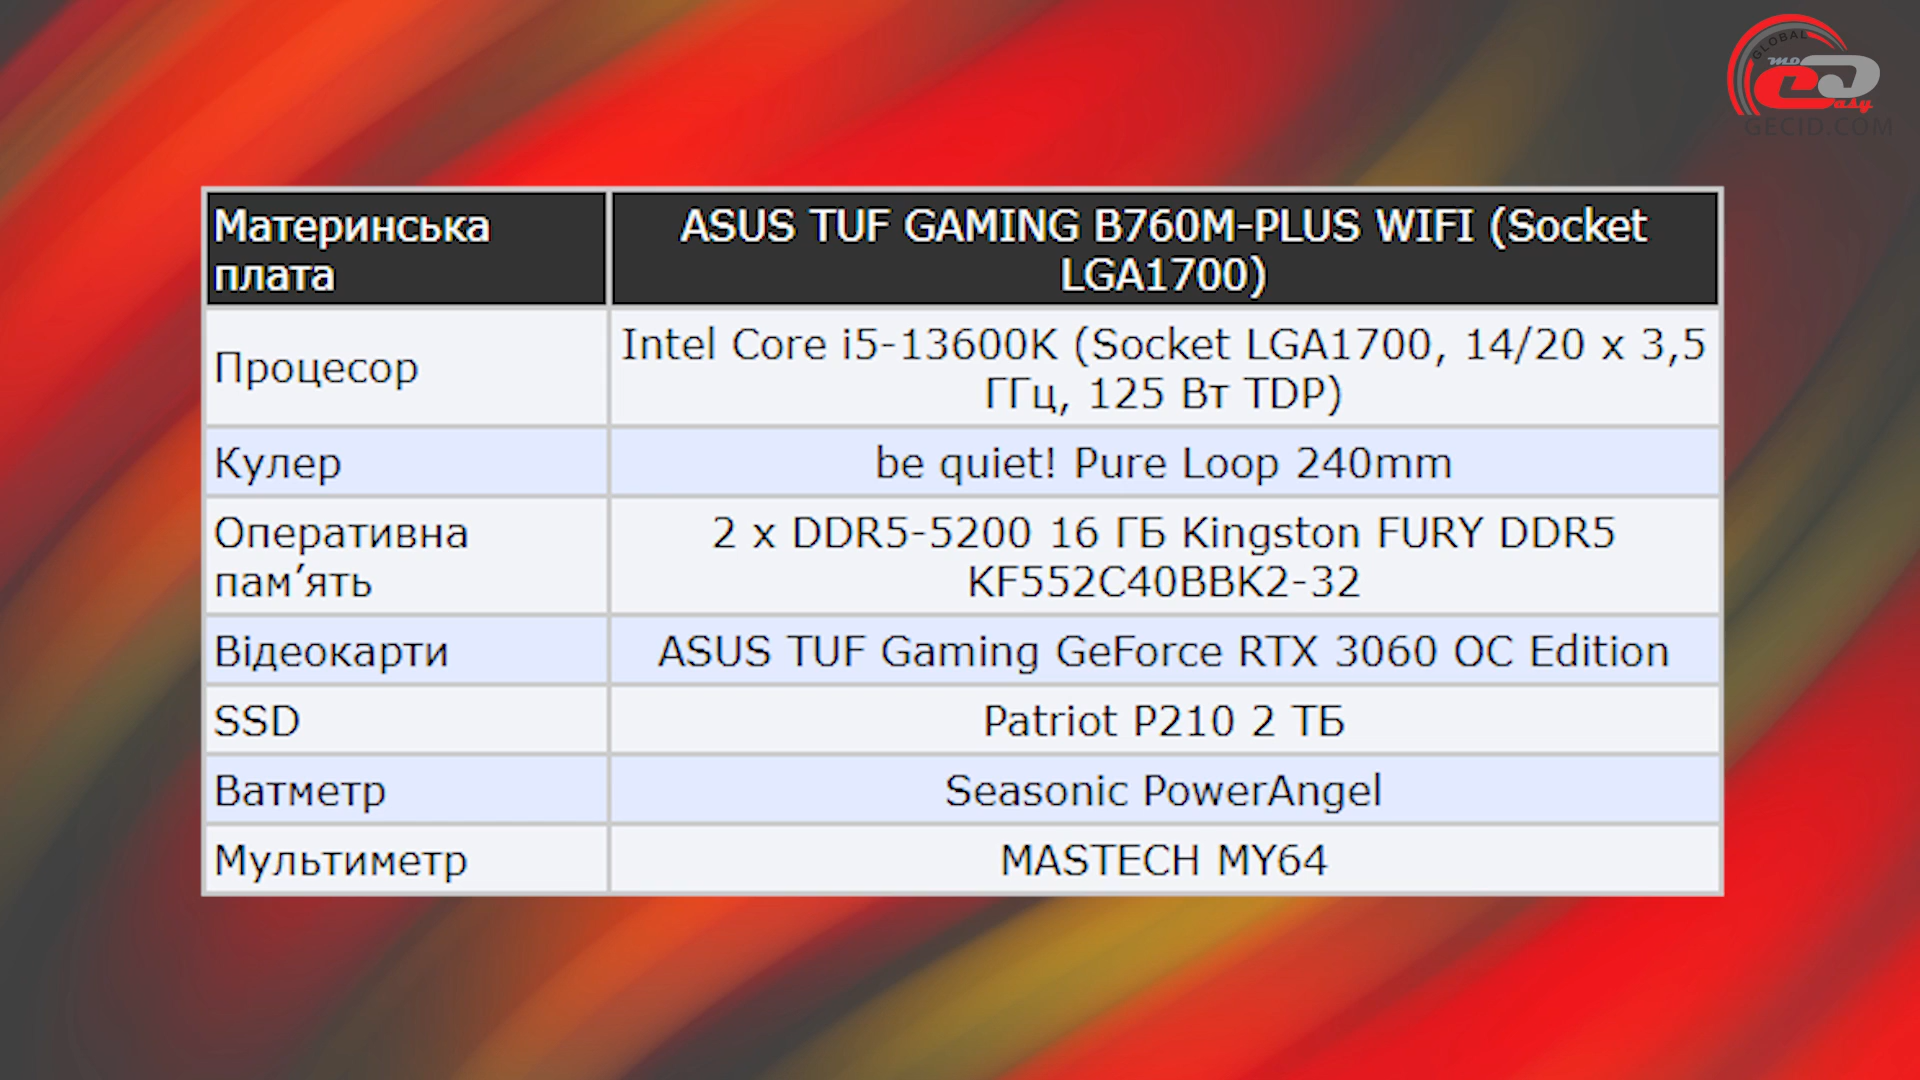 GLOBAL
mo
easy
GECID.COM
Материнська плата
ASUS TUF GAMING B760M-PLUS WIFI (Socket
LGA1700)
Процесор
Intel Core i5-13600K (Socket LGA1700, 14/20 x 3,5
ГГц, 125 Вт TDP)
Кулер
be quiet! Pure Loop 240mm
Оперативна
пам’ять
2 x DDR5-5200 16 ГБ Kingston FURY DDR5
KF552C40BBK2-32
Відеокарти
ASUS TUF Gaming GeForce RTX 3060 OC Edition
SSD
Patriot P210 2 ТБ
Ватметр
Seasonic PowerAngel
Мультиметр
MASTECH MY64